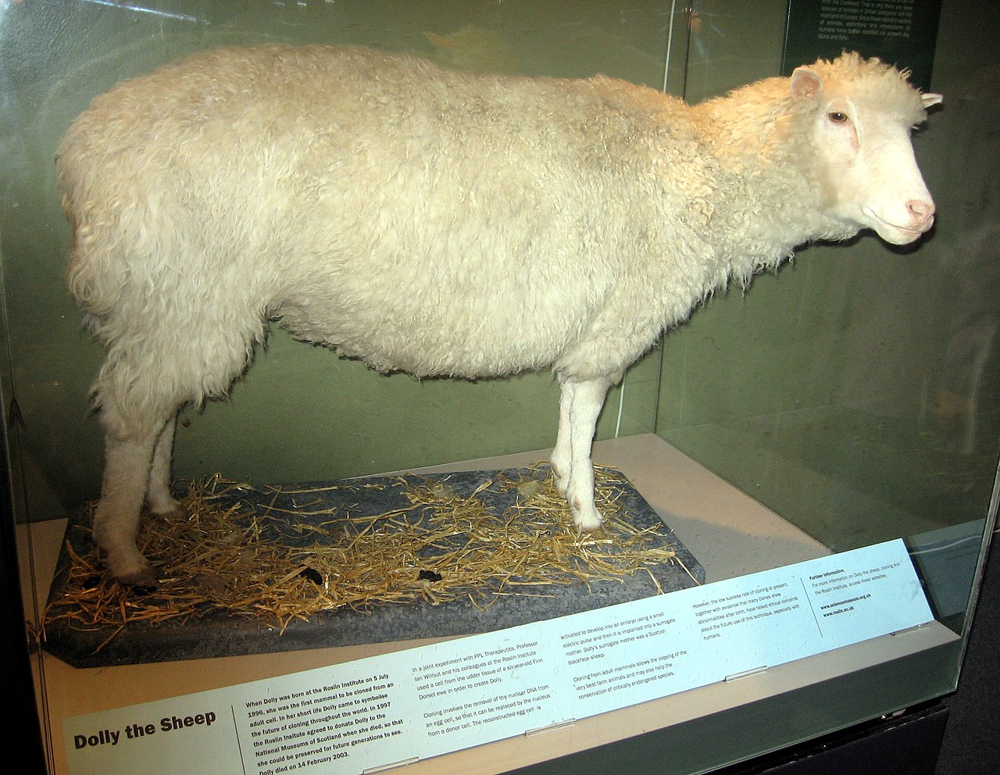 the Continent. That is why there are fewer
species of animals in Britain compared with the
mainland of Europe. Since these natural movements
of animals, extinctions and introductions by
humans have further modified our present day
fauna and flora.
Dolly the Sheep
When Dolly was born at the Roslin Institute on 5 July
1996, she was the first mammal to be cloned from an
adult cell. In her short life Dolly came to symbolise
the future of cloning throughout the world. In 1997
the Roslin Insitute agreed to donate Dolly to the
National Museums of Scotland when she died, so that
she could be preserved for future generations to see.
Dolly died on 14 February 2003.
In a joint experiment with PPL Therapeutics, Professor
Ian Wilmut and his colleagues at the Roslin Institute
used a cell from the udder tissue of a six year-old Finn
Dorset ewe in order to create Dolly.
Cloning involves the removal of the nuclear DNA from
an egg cell, so that it can be replaced by the nucleus
from a donor cell. The reconstructed egg cell is
activated to develop into an embryo using a small
electric pulse and then it is implanted into a surrogate
mother. Dolly's surrogate mother was a Scottish
blackface sheep.
Cloning from adult mammals allows the copying of the
very best farm animals and may also help the
conservation of critically endangered species.
However, the low success rate of cloning at present,
together with evidence that many clones show
abnormalities after birth, have raised ethical concerns
about the future use of this technique, especially with
humans.
Further information
For more information on Dolly the sheep, cloning and
the Roslin Institute, access these websites.
www.sciencemuseum.org.uk
www.roslin.ac.uk